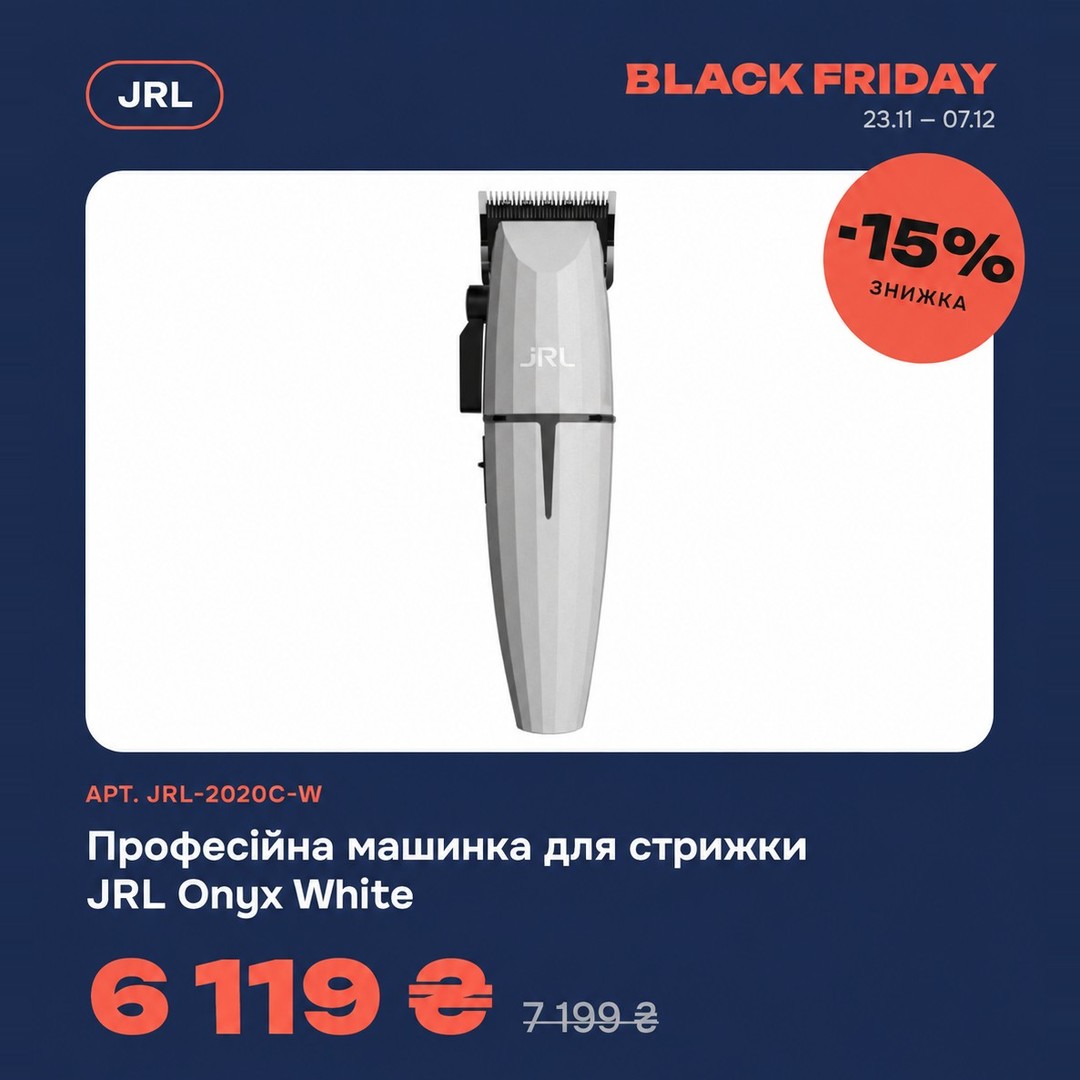 JRL
BLACK FRIDAY
23.11 – 07.12
-15%
ЗНИЖКА
JRL
АРТ. JRL-2020C-W
Професійна машинка для стрижки
JRL Onyx White
6 119 ₴
7 199 ₴